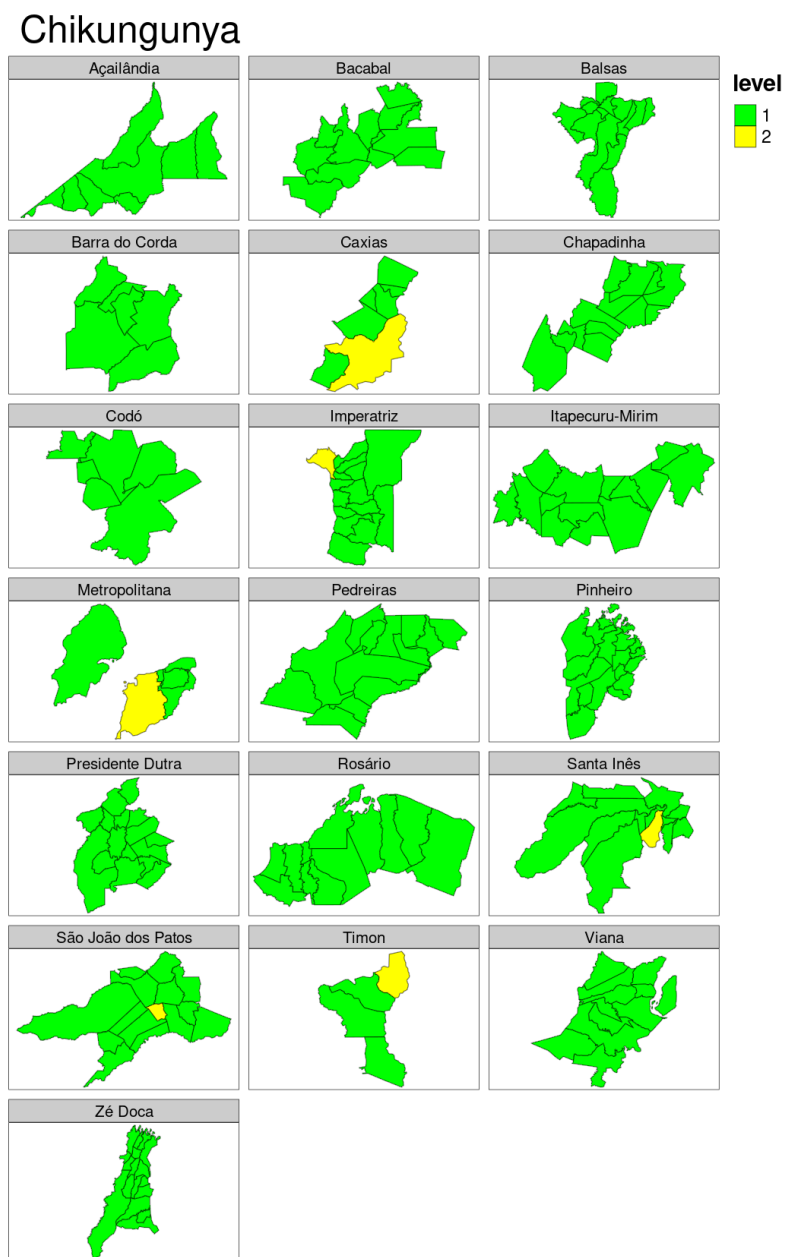 Chikungunya
Açailândia
Bacabal
Balsas
level
1
2
Barra do Corda
Caxias
Chapadinha
Codó
Imperatriz
Itapecuru-Mirim
Metropolitana
Pedreiras
Pinheiro
Presidente Dutra
Rosário
Santa Inês
São João dos Patos
Timon
Viana
Zé Doca